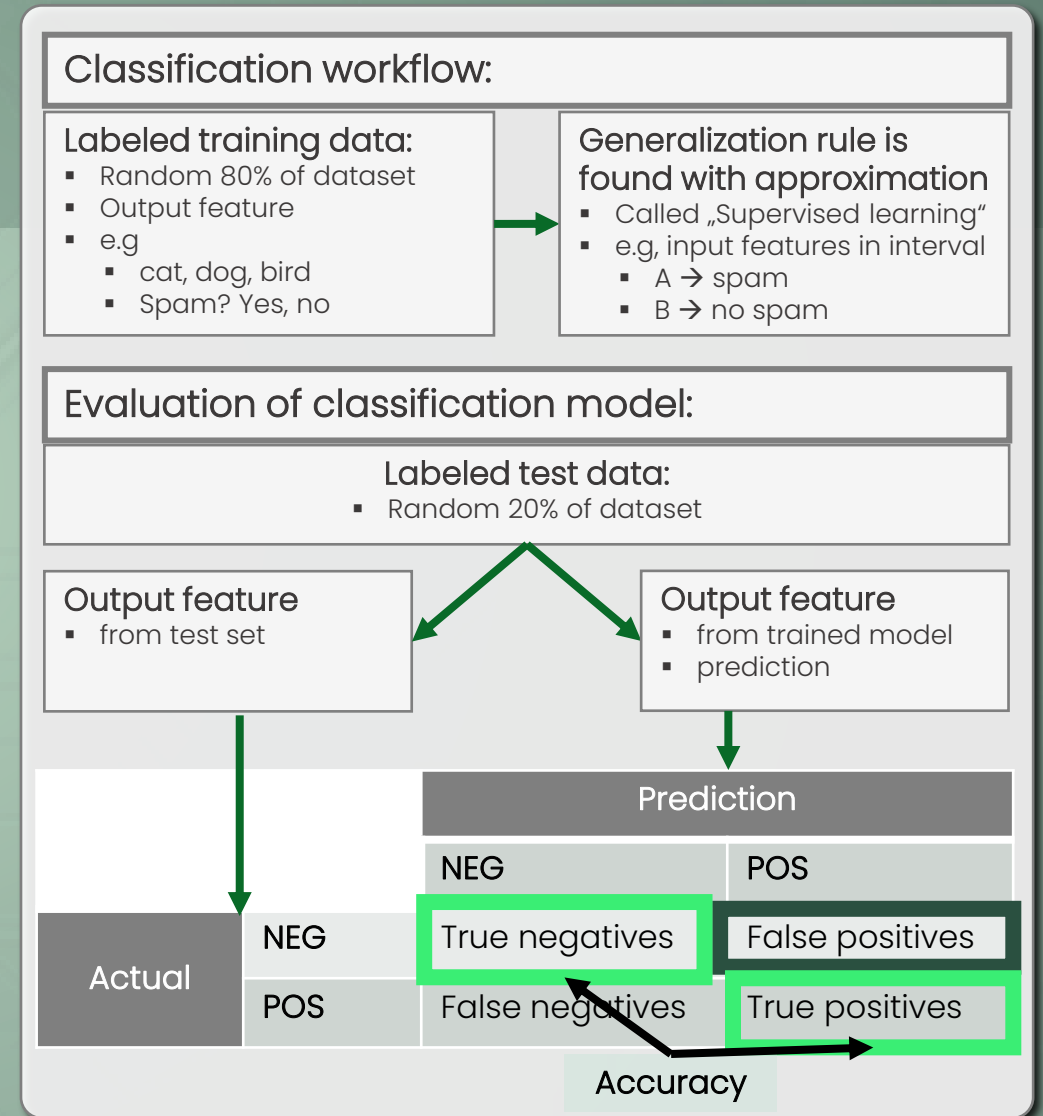 Classification workflow:
Labeled training data:
▪ Random 80% of dataset
▪ Output feature
▪ e.g
▪ cat, dog, bird
▪ Spam? Yes, no
Generalization rule is
found with approximation
▪ Called „Supervised learning“
▪ e.g, input features in interval
▪ A → spam
▪ B → no spam
Evaluation of classification model:
Labeled test data:
▪ Random 20% of dataset
Output feature
▪ from test set
Output feature
▪ from trained model
▪ prediction
Prediction
NEG POS
Actual
NEG True negatives False positives
POS False negatives True positives
Accuracy